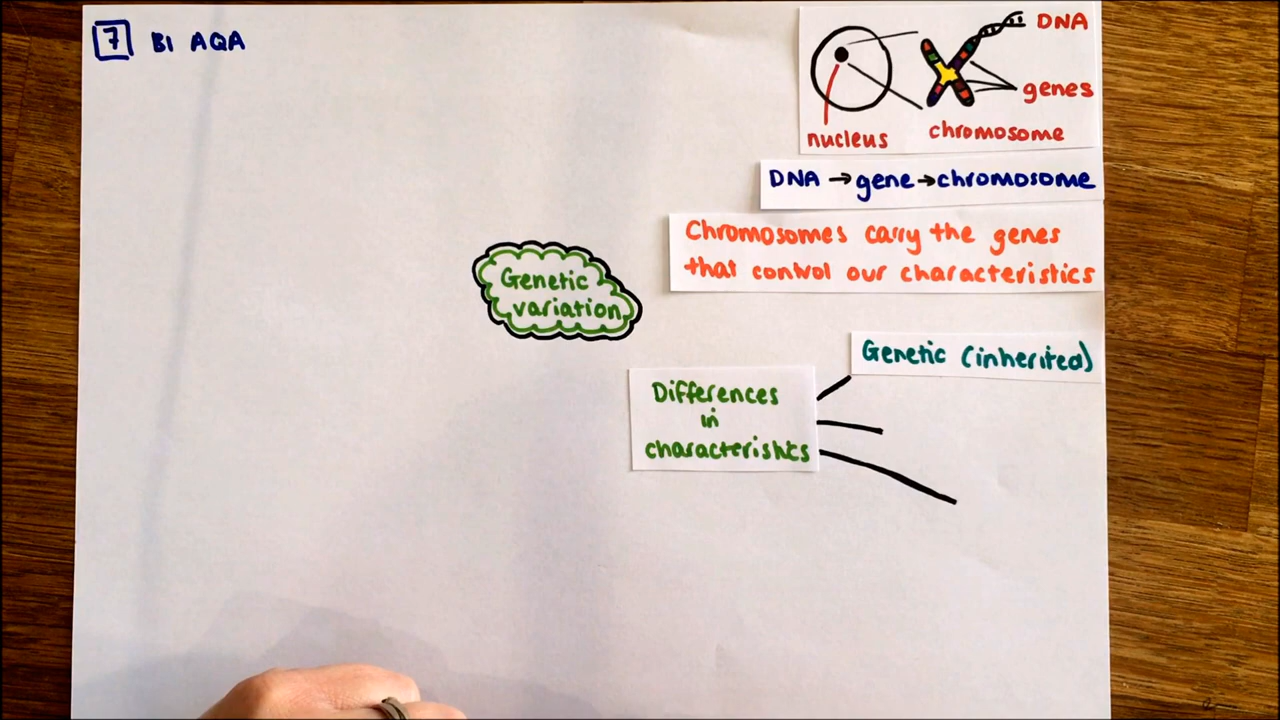 7 B1 AQA
DNA
genes
nucleus
chromosome
DNA → gene → chromosome
Chromosomes carry the genes
that control our characteristics
Genetic
variation
Genetic (inherited)
Differences
in
characteristics